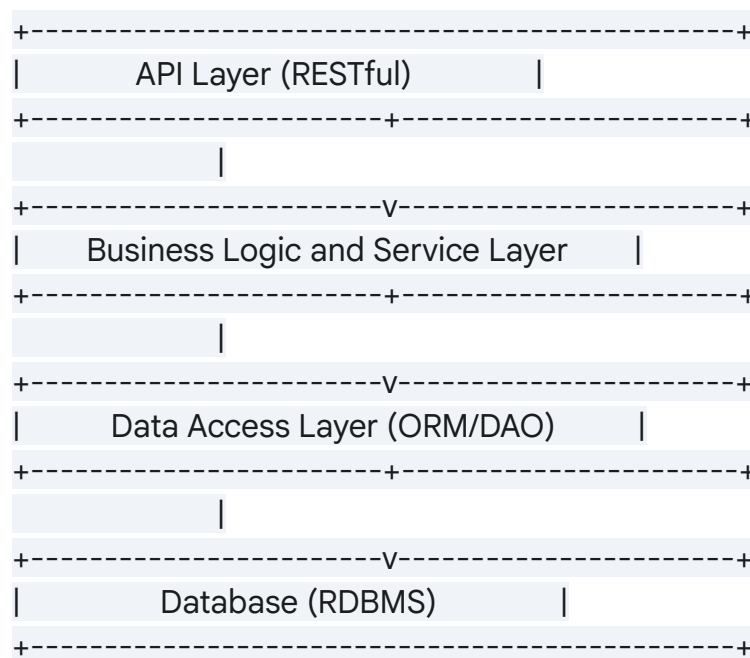 +------------------------------------------------+
|          API Layer (RESTful)          |
+------------------------+-----------------------+
|
+------------------------v-----------------------+
|     Business Logic and Service Layer     |
+------------------------+-----------------------+
|
+------------------------v-----------------------+
|       Data Access Layer (ORM/DAO)       |
+------------------------+-----------------------+
|
+------------------------v-----------------------+
|           Database (RDBMS)          |
+------------------------------------------------+